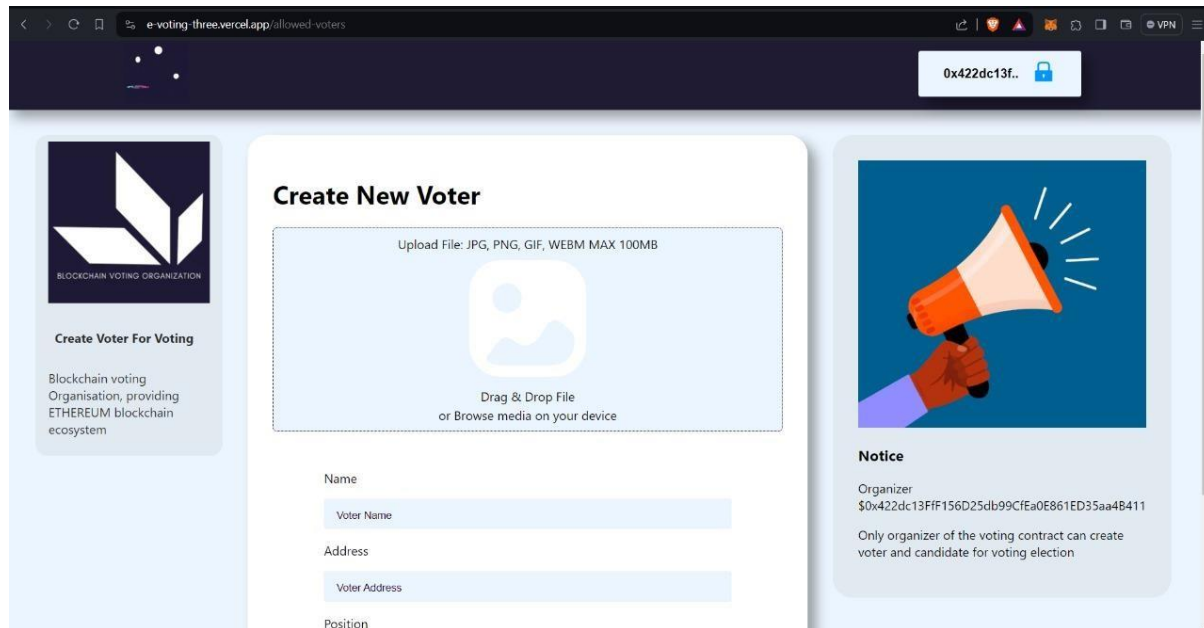 e-voting-three.vercel.app/allowed-voters
VPN
0x422dc13f..
BLOCKCHAIN VOTING ORGANIZATION
Create Voter For Voting
Blockchain voting
Organisation, providing
ETHEREUM blockchain
ecosystem
Create New Voter
Upload File: JPG, PNG, GIF, WEBM MAX 100MB
Drag & Drop File
or Browse media on your device
Name
Voter Name
Address
Voter Address
Position
Notice
Organizer
$0x422dc13FfF156D25db99CfEa0E861ED35aa4B411
Only organizer of the voting contract can create
voter and candidate for voting election